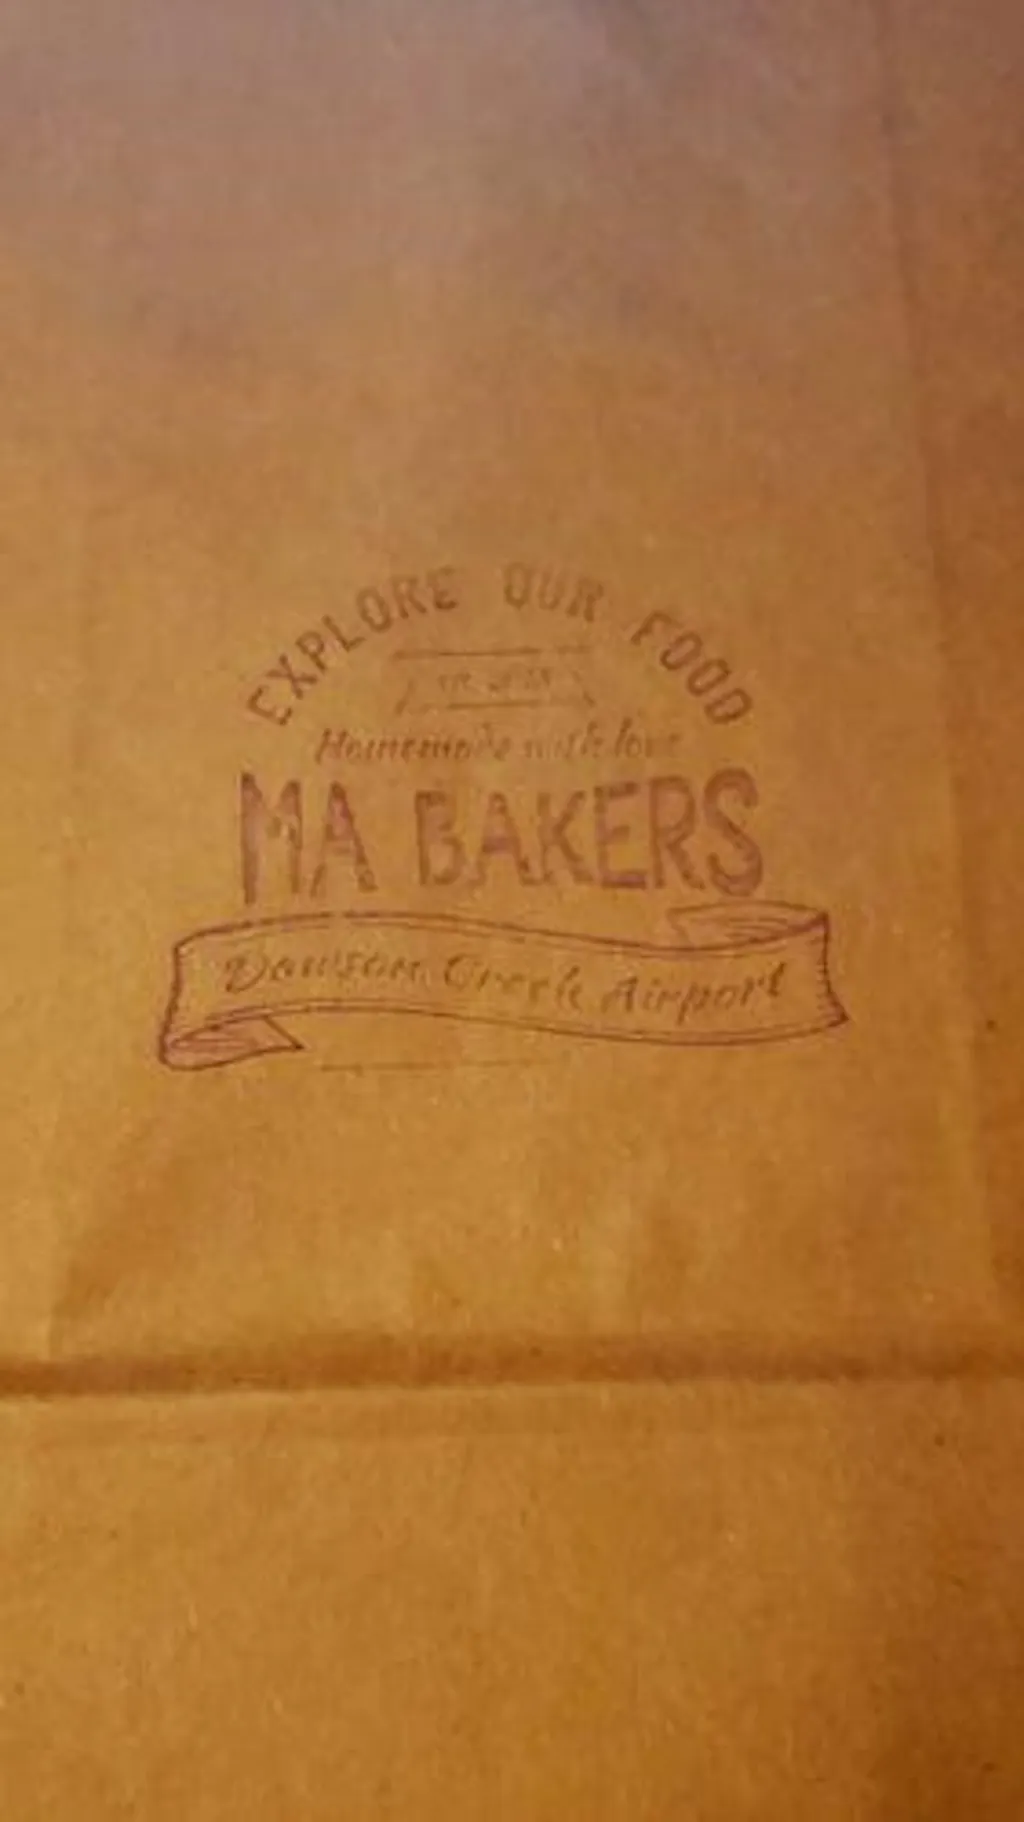 EXPLORE OUR FOOD
Homemade with love
MA BAKERS
Dawson Creek Airport